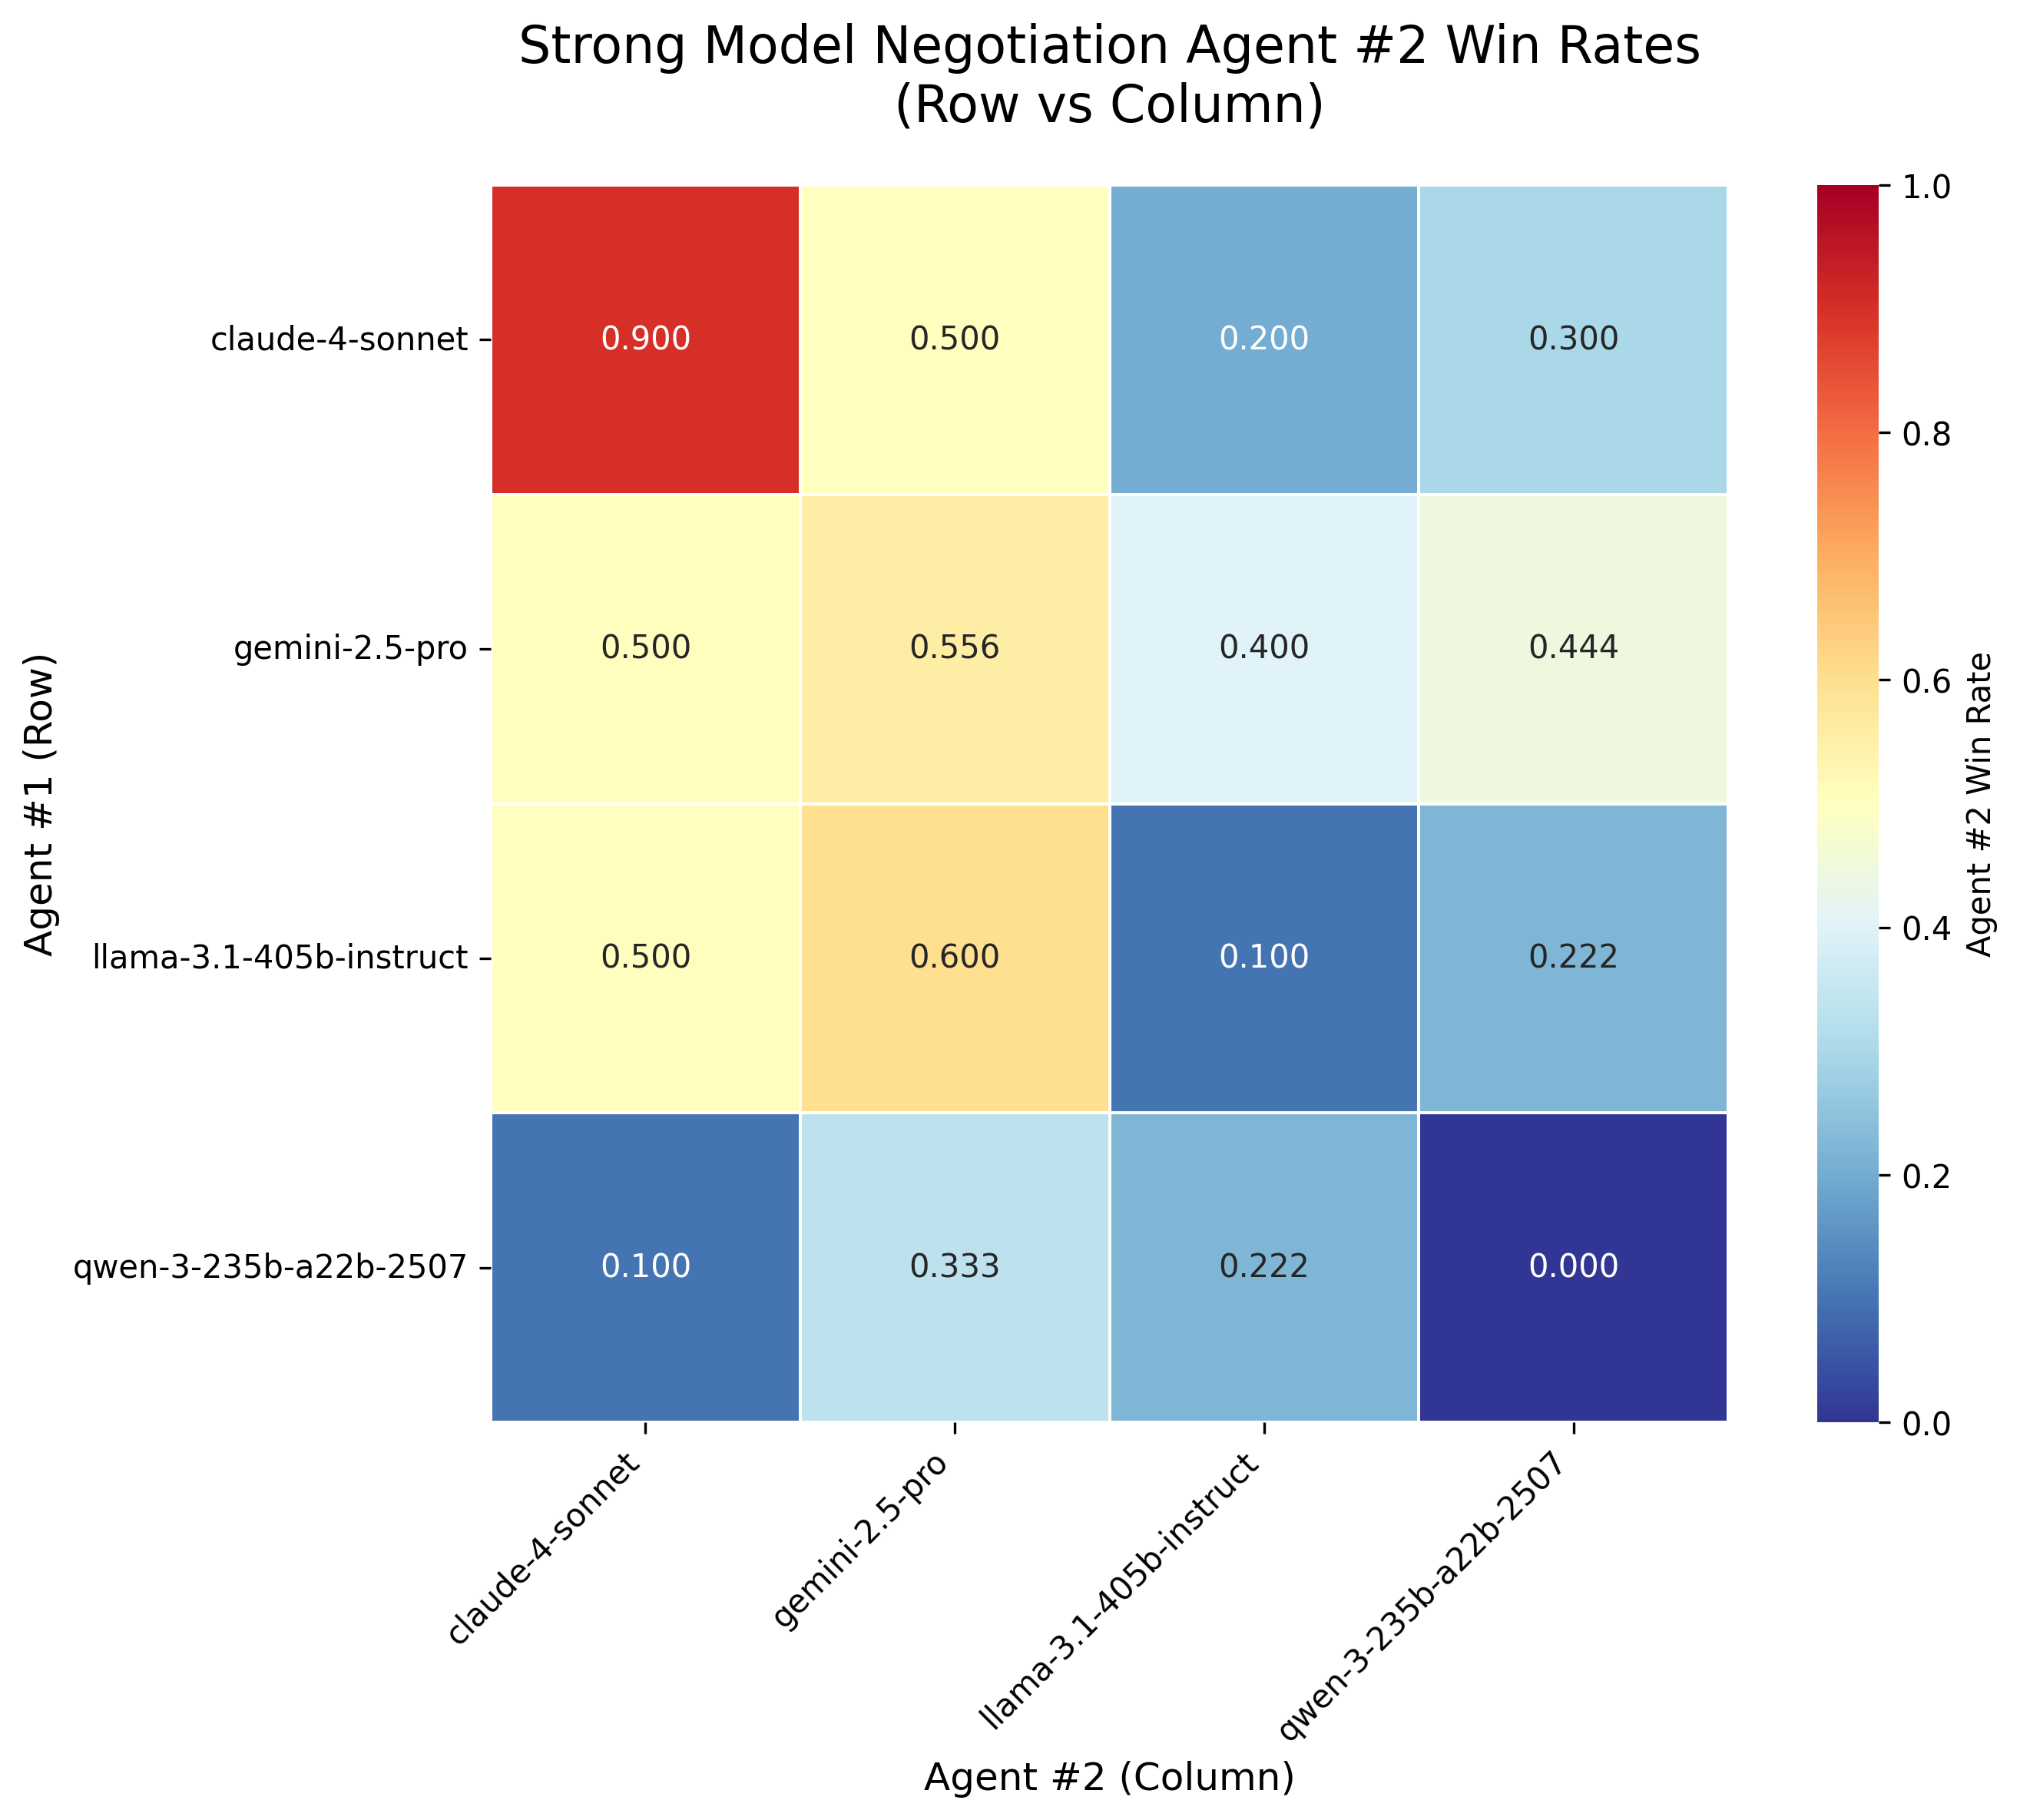 Strong Model Negotiation Agent #2 Win Rates
(Row vs Column)
Agent #1 (Row)
claude-4-sonnet
0.900
0.500
0.200
0.300
gemini-2.5-pro
0.500
0.556
0.400
0.444
llama-3.1-405b-instruct
0.500
0.600
0.100
0.222
qwen-3-235b-a22b-2507
0.100
0.333
0.222
0.000
claude-4-sonnet
gemini-2.5-pro
llama-3.1-405b-instruct
qwen-3-235b-a22b-2507
Agent #2 (Column)
1.0
0.8
0.6
0.4
0.2
0.0
Agent #2 Win Rate